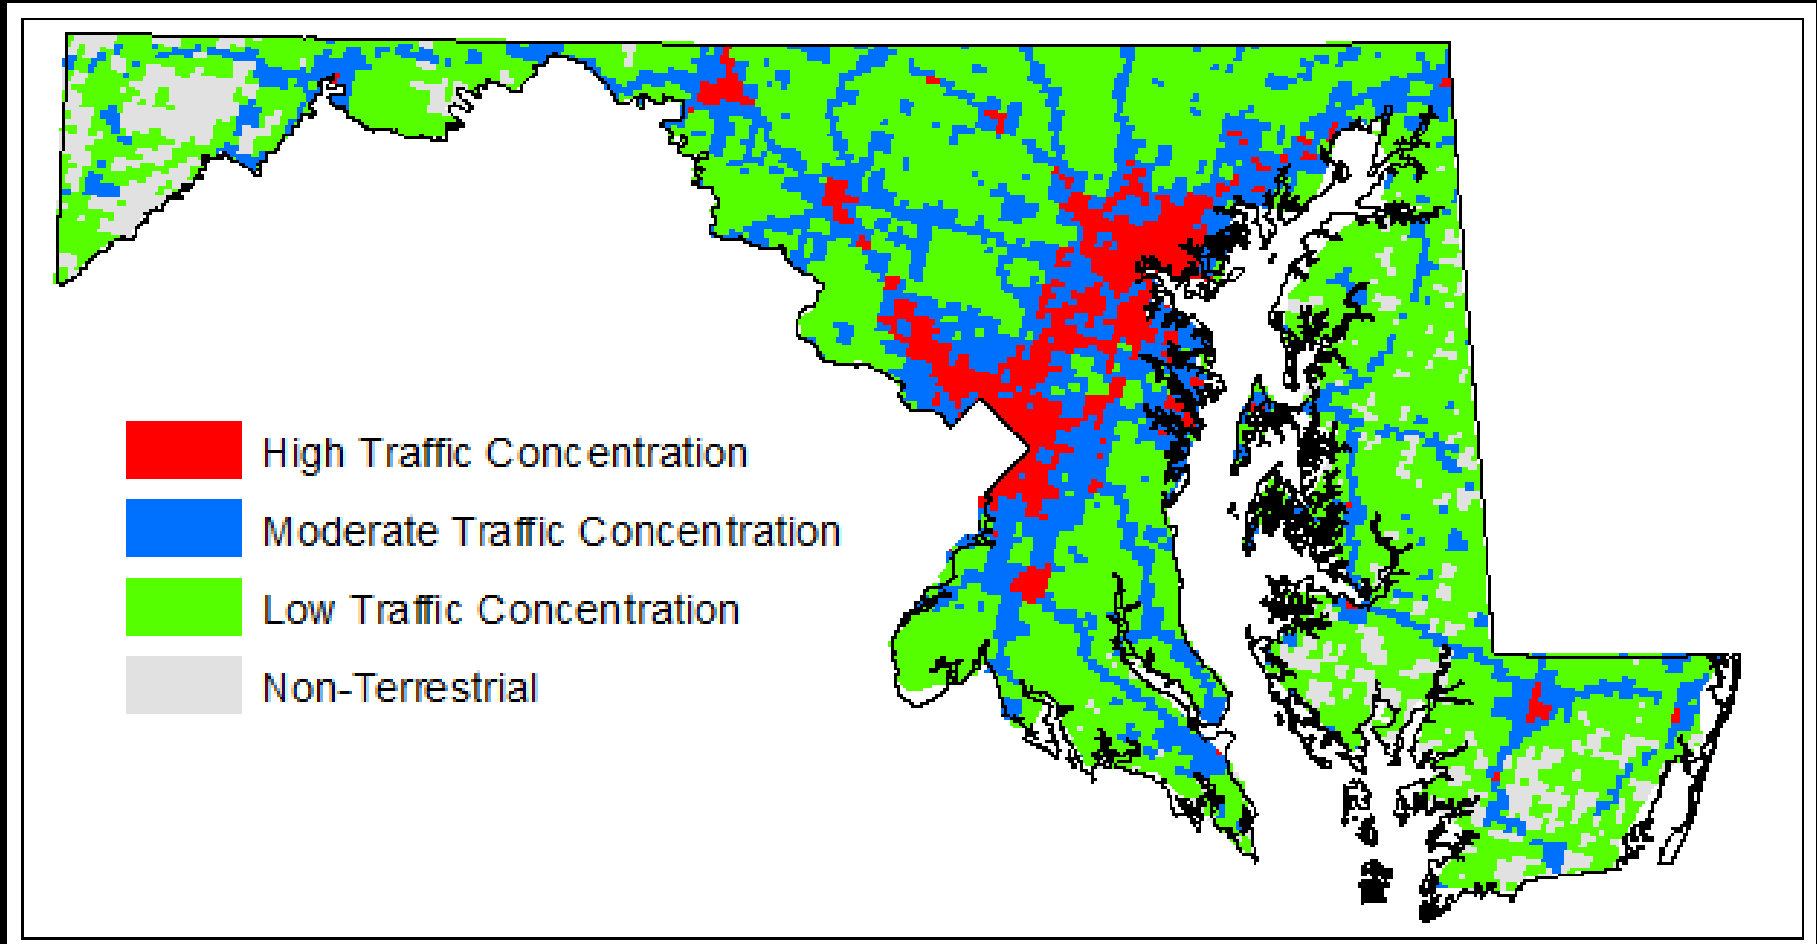 High Traffic Concentration
Moderate Traffic Concentration
Low Traffic Concentration
Non-Terrestrial